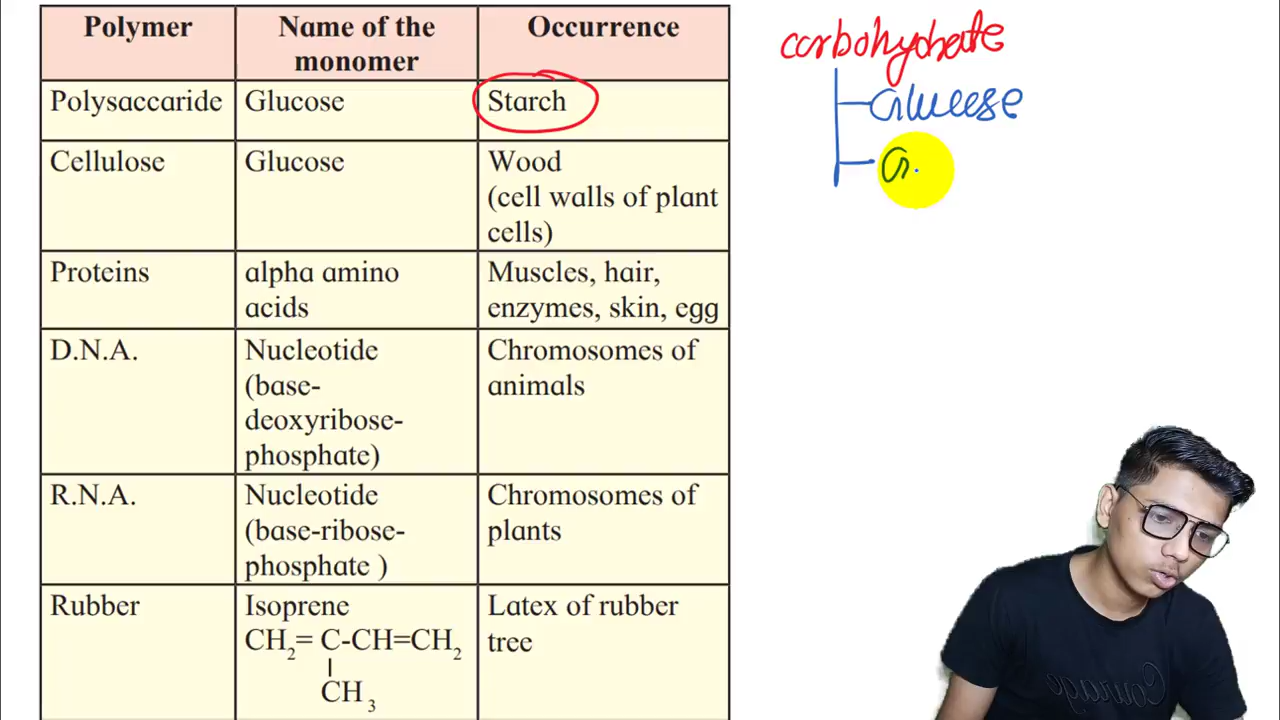 Polymer
Name of the monomer
Occurrence
Polysaccaride
Glucose
Starch
Cellulose
Glucose
Wood
(cell walls of plant
cells)
Proteins
alpha amino
acids
Muscles, hair,
enzymes, skin, egg
D.N.A.
Nucleotide
(base-
deoxyribose-
phosphate)
Chromosomes of
animals
R.N.A.
Nucleotide
(base-ribose-
phosphate )
Chromosomes of
plants
Rubber
Isoprene
CH₂= C-CH=CH₂
CH₃
Latex of rubber
tree
carbohydrate
Glucose
G
Courage